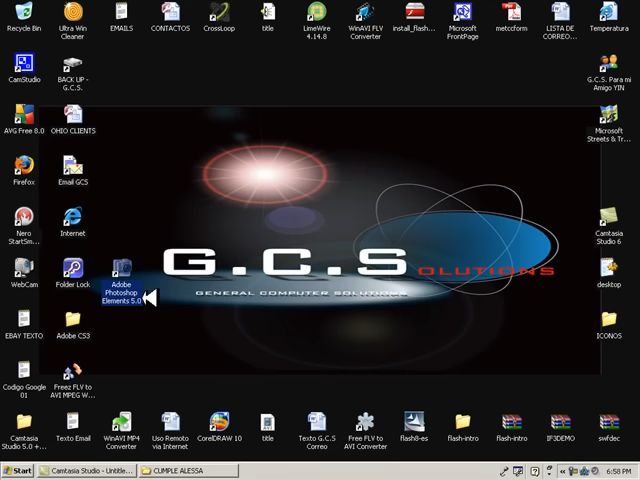 Recycle Bin
Ultra Win
Cleaner
EMAILS
CONTACTOS
CrossLoop
title
LimeWire
4.14.8
WinAVI FLV
Converter
install_flash...
Microsoft
FrontPage
metccform
LISTA DE
CORREO...
Temperatura
CamStudio
BACK UP -
G.C.S.
G.C.S. Para mi
Amigo YIN
AVG Free 8.0
OHIO CLIENTS
Microsoft
Streets & Tr...
Firefox
Email GCS
Nero
StartSm...
Internet
Camtasia
Studio 6
G.C.S
OLUTIONS
GENERAL COMPUTER SOLUTIONS
WebCam
Folder Lock
Adobe
Photoshop
Elements 5.0
desktop
EBAY TEXTO
Adobe CS3
ICONOS
Codigo Google
01
Freez FLV to
AVI MPEG W...
Camtasia
Studio 5.0 +...
Texto Email
WinAVI MP4
Converter
Uso Remoto
via Internet
CorelDRAW 10
title
Texto G.C.S
Correo
Free FLV to
AVI Converter
flash8-es
flash-intro
flash-intro
IF3DEMO
swfdec
Start
Camtasia Studio - Untitle...
CUMPLE ALESSA
6:58 PM